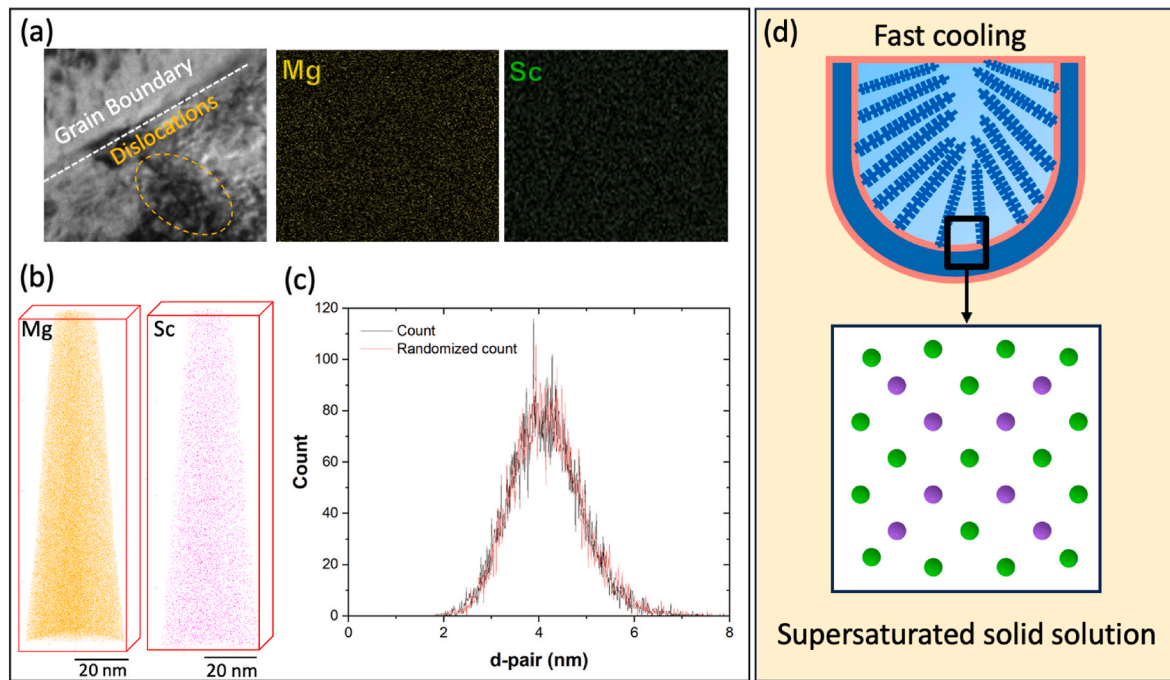 (a)
Grain Boundary
Dislocations
Mg
Sc
(b)
Mg
Sc
20 nm
20 nm
(c)
120
100
80
60
40
20
0
Count
Count
Randomized count
0 2 4 6 8
d-pair (nm)
(d)
Fast cooling
Supersaturated solid solution